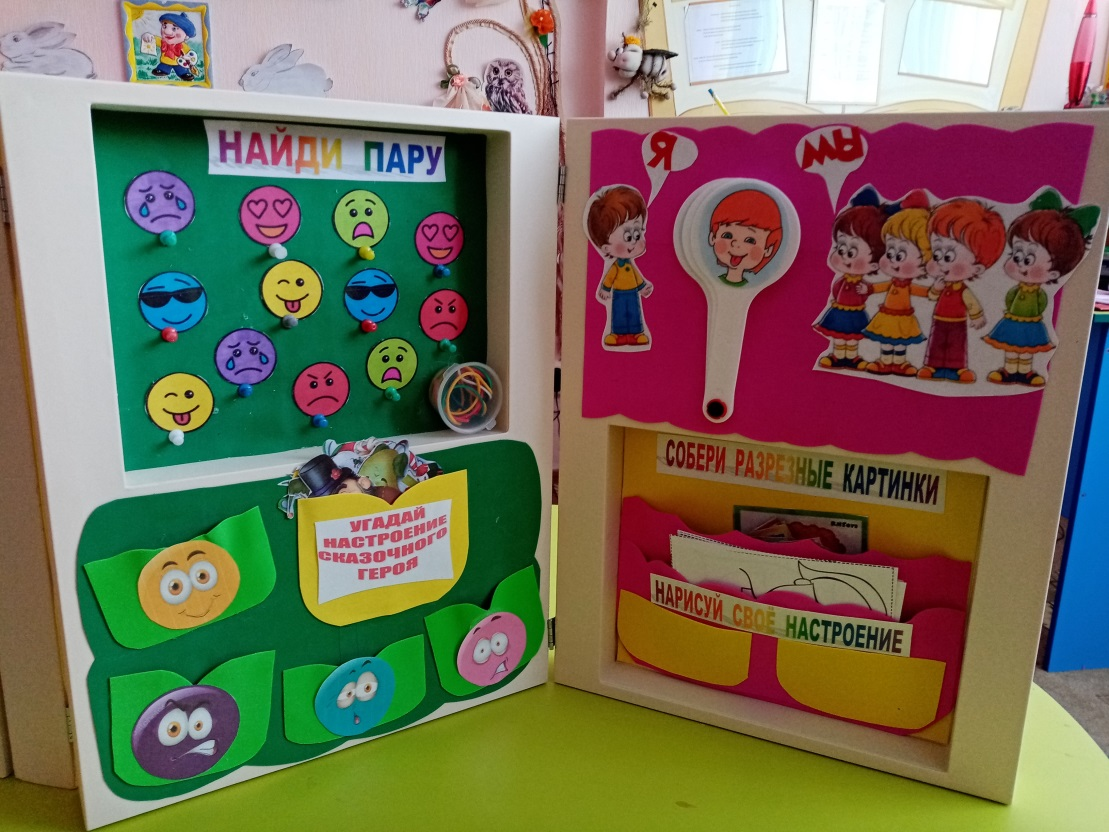 НАЙДИ ПАРУ
Я
МЫ
УГАДАЙ
НАСТРОЕНИЕ
СКАЗОЧНОГО
ГЕРОЯ
СОБЕРИ РАЗРЕЗНЫЕ КАРТИНКИ
НАРИСУЙ СВОЁ НАСТРОЕНИЕ